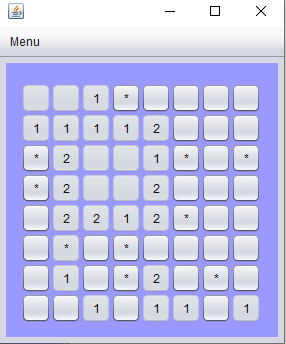 Menu
1 *
1 1 1 1 2
* 2 1 * *
* 2 2
2 2 1 2 *
* *
1 * 2 *
1 1 1 1